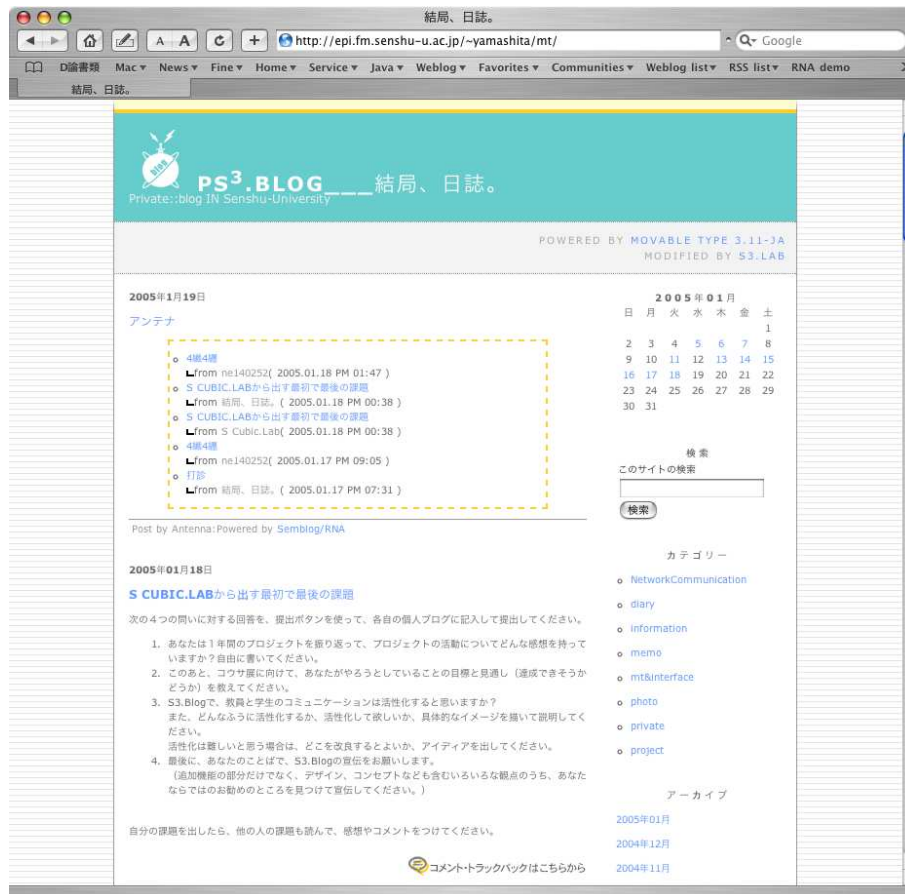 結局、日誌。
A A C + http://epi.fm.senshu-u.ac.jp/~yamashita/mt/ Q Google
D論書類 Mac News Fine Home Service Java Weblog Favorites Communities Weblog list RSS list RNA demo
結局、日誌。
blog
PS³.BLOG___結局、日誌。
Private::blog IN Senshu-University
POWERED BY MOVABLE TYPE 3.11-JA
MODIFIED BY S3.LAB
2005年1月19日
アンテナ
from ne140252( 2005.01.18 PM 01:47 )
S CUBIC.LABから出す最初で最後の課題
from 結局、日誌。( 2005.01.18 PM 00:38 )
S CUBIC.LABから出す最初で最後の課題
from S Cubic.Lab( 2005.01.18 PM 00:38 )
from ne140252( 2005.01.17 PM 09:05 )
打診
from 結局、日誌。( 2005.01.17 PM 07:31 )
Post by Antenna:Powered by Semblog/RNA
2005年01月18日
S CUBIC.LABから出す最初で最後の課題
次の4つの問いに対する回答を、提出ボタンを使って、各自の個人ブログに記入して提出してください。
1. あなたは1年間のプロジェクトを振り返って、プロジェクトの活動についてどんな感想を持って
いますか?自由に書いてください。
2. このあと、コウサ展に向けて、あなたがやろうとしていることの目標と見通し(達成できそうか
どうか)を教えてください。
3. S3.Blogで、教員と学生のコミュニケーションは活性化すると思いますか?
また、どんなふうに活性化するか、活性化して欲しいか、具体的なイメージを描いて説明してく
ださい。
活性化は難しいと思う場合は、どこを改良するとよいか、アイディアを出してください。
4. 最後に、あなたのことばで、S3.Blogの宣伝をお願いします。
(追加機能の部分だけでなく、デザイン、コンセプトなども含むいろいろな観点のうち、あなた
ならではのお勧めのところを見つけて宣伝してください。)
自分の課題を出したら、他の人の課題も読んで、感想やコメントをつけてください。
コメント・トラックバックはこちらから
2005年01月
日 月 火 水 木 金 土
1
2 3 4 5 6 7 8
9 10 11 12 13 14 15
16 17 18 19 20 21 22
23 24 25 26 27 28 29
30 31
検索
このサイトの検索
検索
カテゴリー
NetworkCommunication
diary
information
memo
mt&interface
photo
private
project
アーカイブ
2005年01月
2004年12月
2004年11月